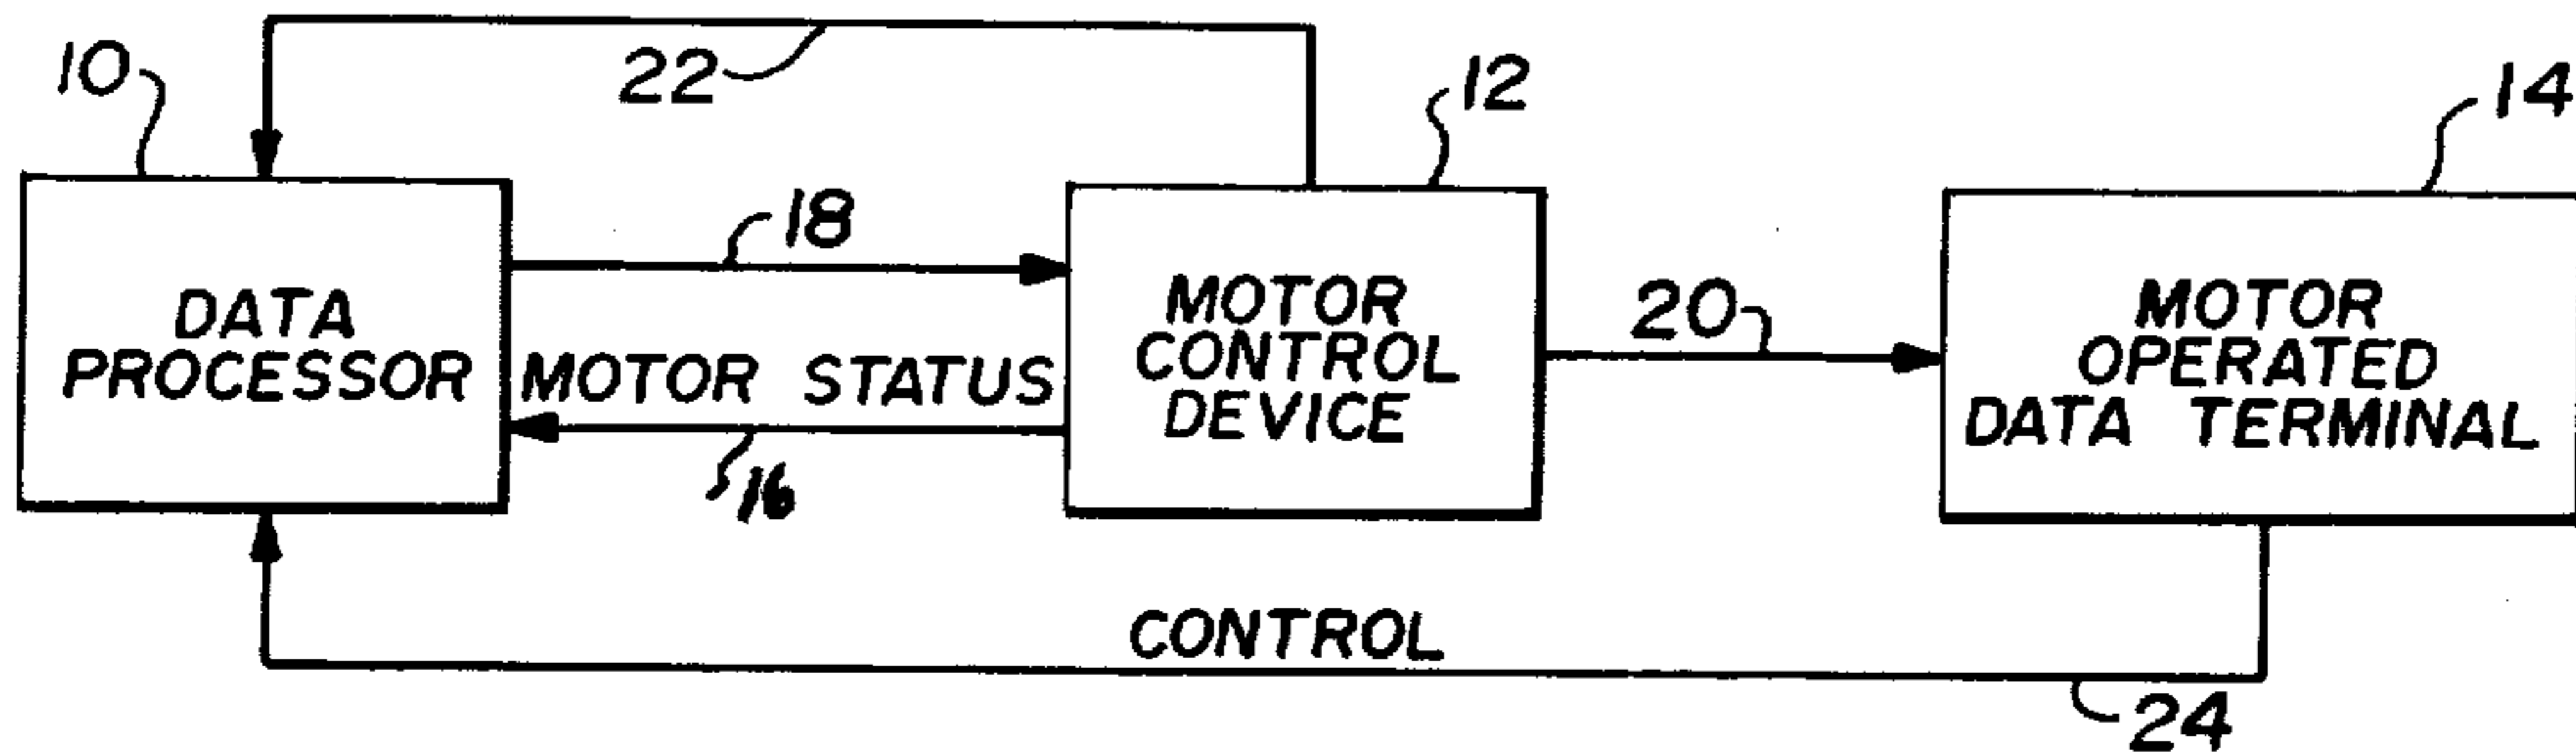 22
10
12
14
18
DATA
PROCESSOR
MOTOR STATUS
16
MOTOR
CONTROL
DEVICE
20
MOTOR
OPERATED
DATA TERMINAL
CONTROL
24